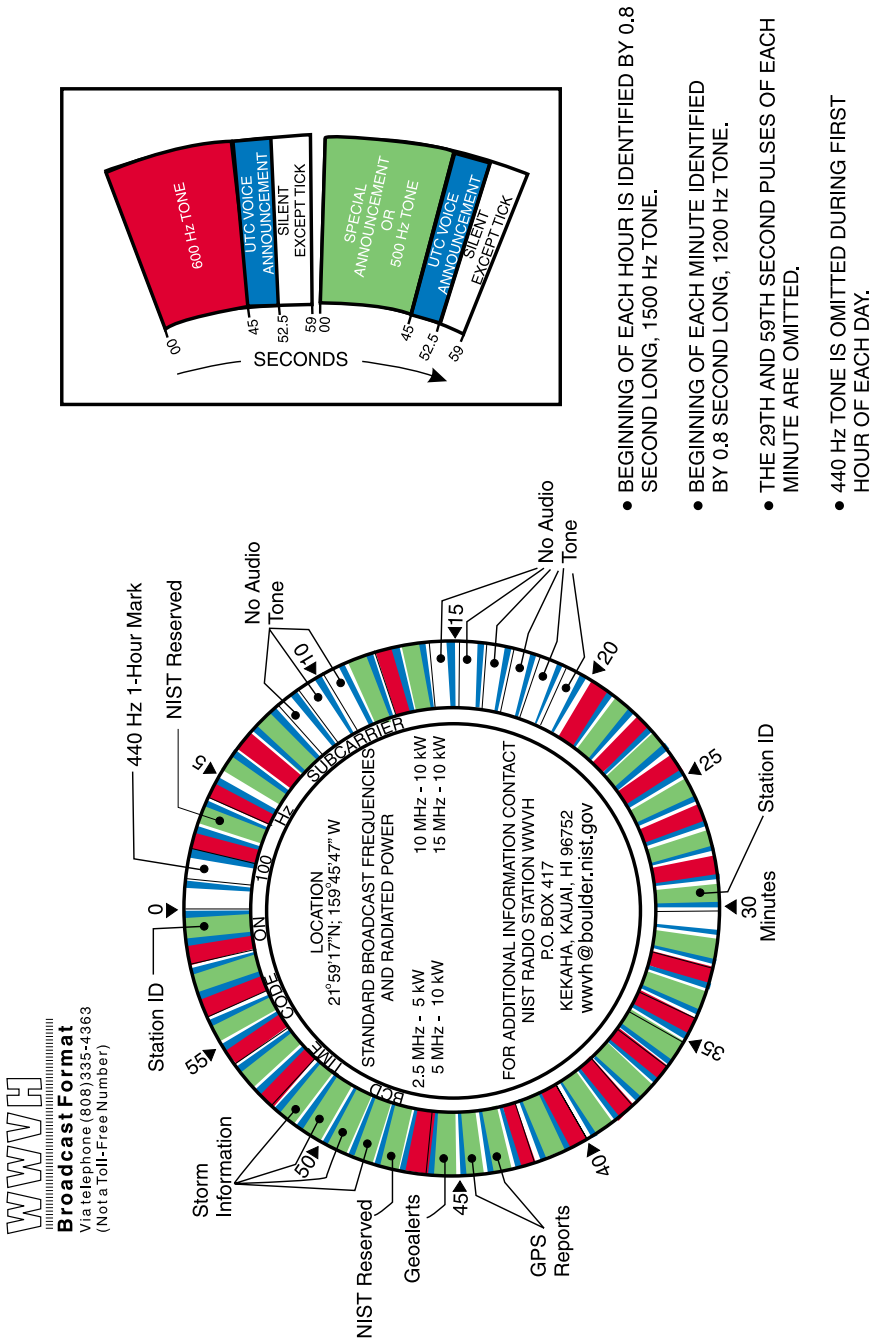 WWVH
Broadcast Format
Via telephone (808) 335-4363
(Not a Toll-Free Number)
Station ID
0
440 Hz 1-Hour Mark
NIST Reserved
5
No Audio
Tone
10
No Audio
Tone
15
20
25
Station ID
30
Minutes
35
40
GPS
Reports
45
Geoalerts
NIST Reserved
Storm
Information
50
55
BCD TIME CODE ON 100 Hz SUBCARRIER
LOCATION
21°59'17"N; 159°45'47" W
STANDARD BROADCAST FREQUENCIES
AND RADIATED POWER
2.5 MHz - 5 kW 10 MHz - 10 kW
5 MHz - 10 kW 15 MHz - 10 kW
FOR ADDITIONAL INFORMATION CONTACT
NIST RADIO STATION WWVH
P.O. BOX 417
KEKAHA, KAUAI, HI 96752
wwvh@boulder.nist.gov
SECONDS
00
600 Hz TONE
45
UTC VOICE
ANNOUNCEMENT
52.5
SILENT
EXCEPT TICK
59
00
SPECIAL
ANNOUNCEMENT
OR
500 Hz TONE
45
UTC VOICE
ANNOUNCEMENT
52.5
SILENT
EXCEPT TICK
59
• BEGINNING OF EACH HOUR IS IDENTIFIED BY 0.8
SECOND LONG, 1500 Hz TONE.
• BEGINNING OF EACH MINUTE IDENTIFIED
BY 0.8 SECOND LONG, 1200 Hz TONE.
• THE 29TH AND 59TH SECOND PULSES OF EACH
MINUTE ARE OMITTED.
• 440 Hz TONE IS OMITTED DURING FIRST
HOUR OF EACH DAY.